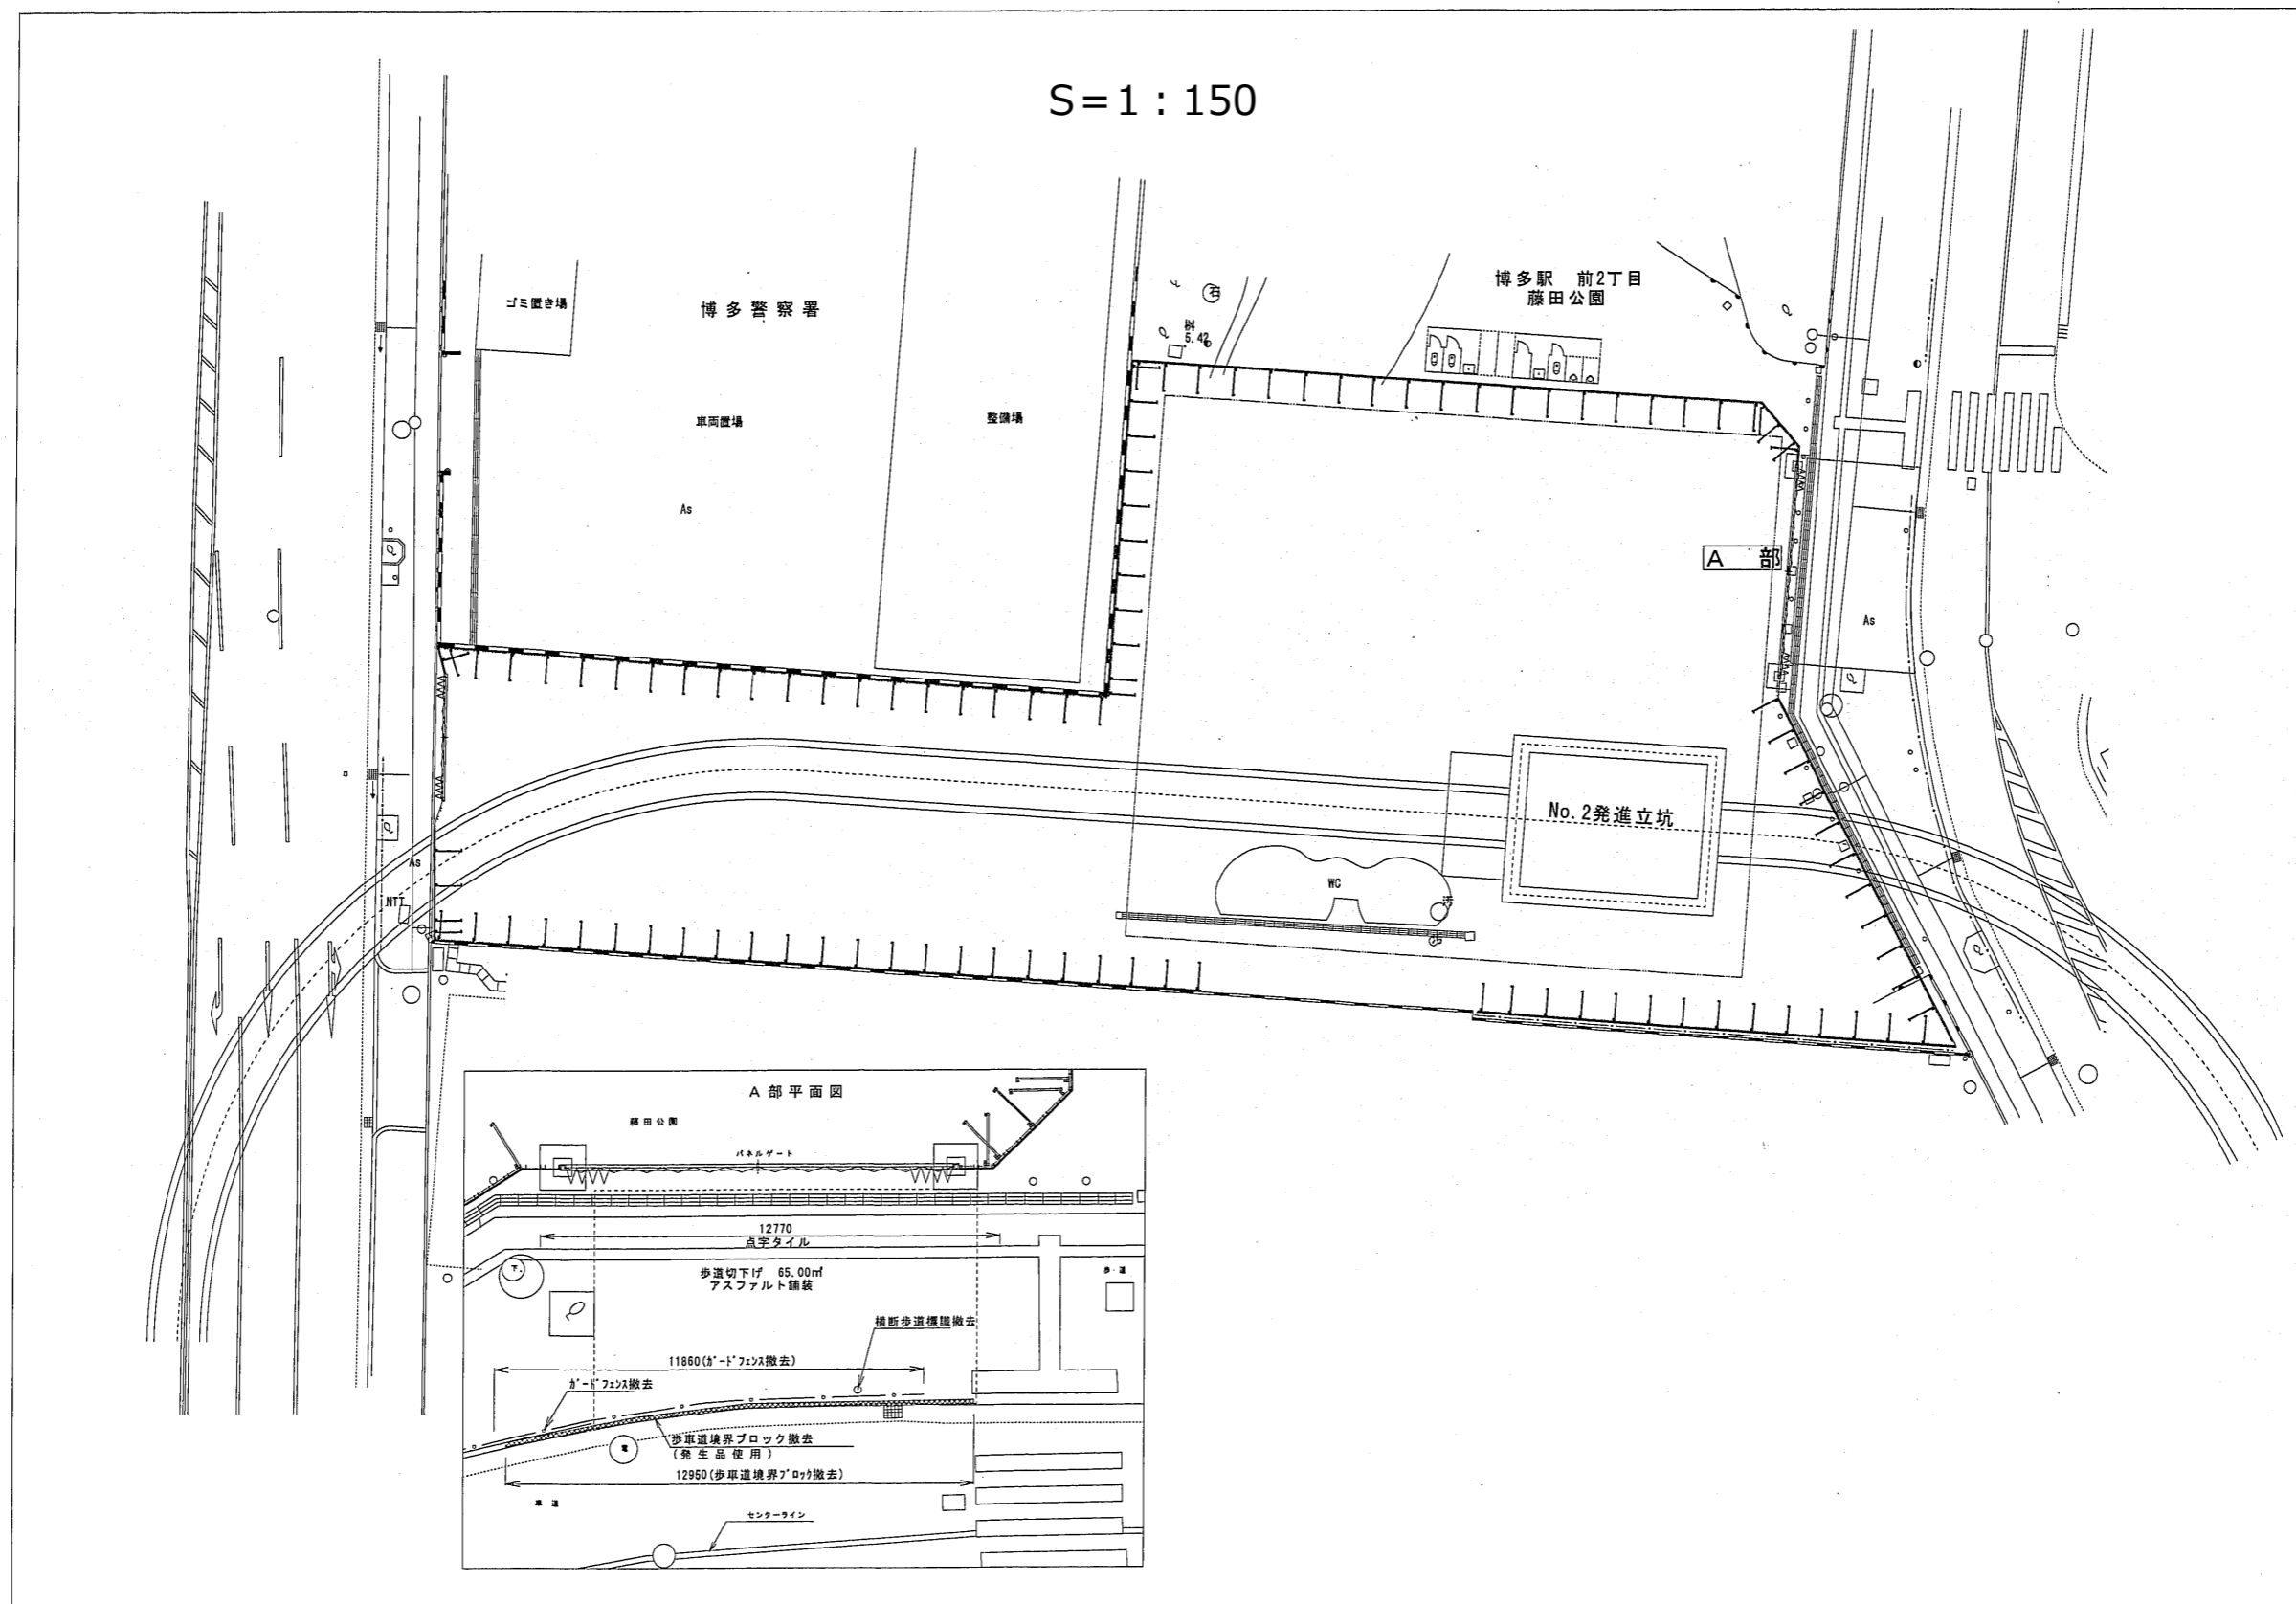 S=1：150
ゴミ置き場
博多警察署
石
桝
5.42
博多駅 前2丁目
藤田公園
車両置場
整備場
As
A 部
As
No.2発進立坑
As
WC
汚
NTT
A部平面図
藤田公園
パネルゲート
12770
点字タイル
下
歩道切下げ 65.00㎡
アスファルト舗装
歩道
横断歩道標識撤去
11860(ｶﾞｰﾄﾞﾌｪﾝｽ撤去)
ｶﾞｰﾄﾞﾌｪﾝｽ撤去
歩車道境界ブロック撤去
(発生品使用)
電
12950(歩車道境界ﾌﾞﾛｯｸ撤去)
車道
センターライン